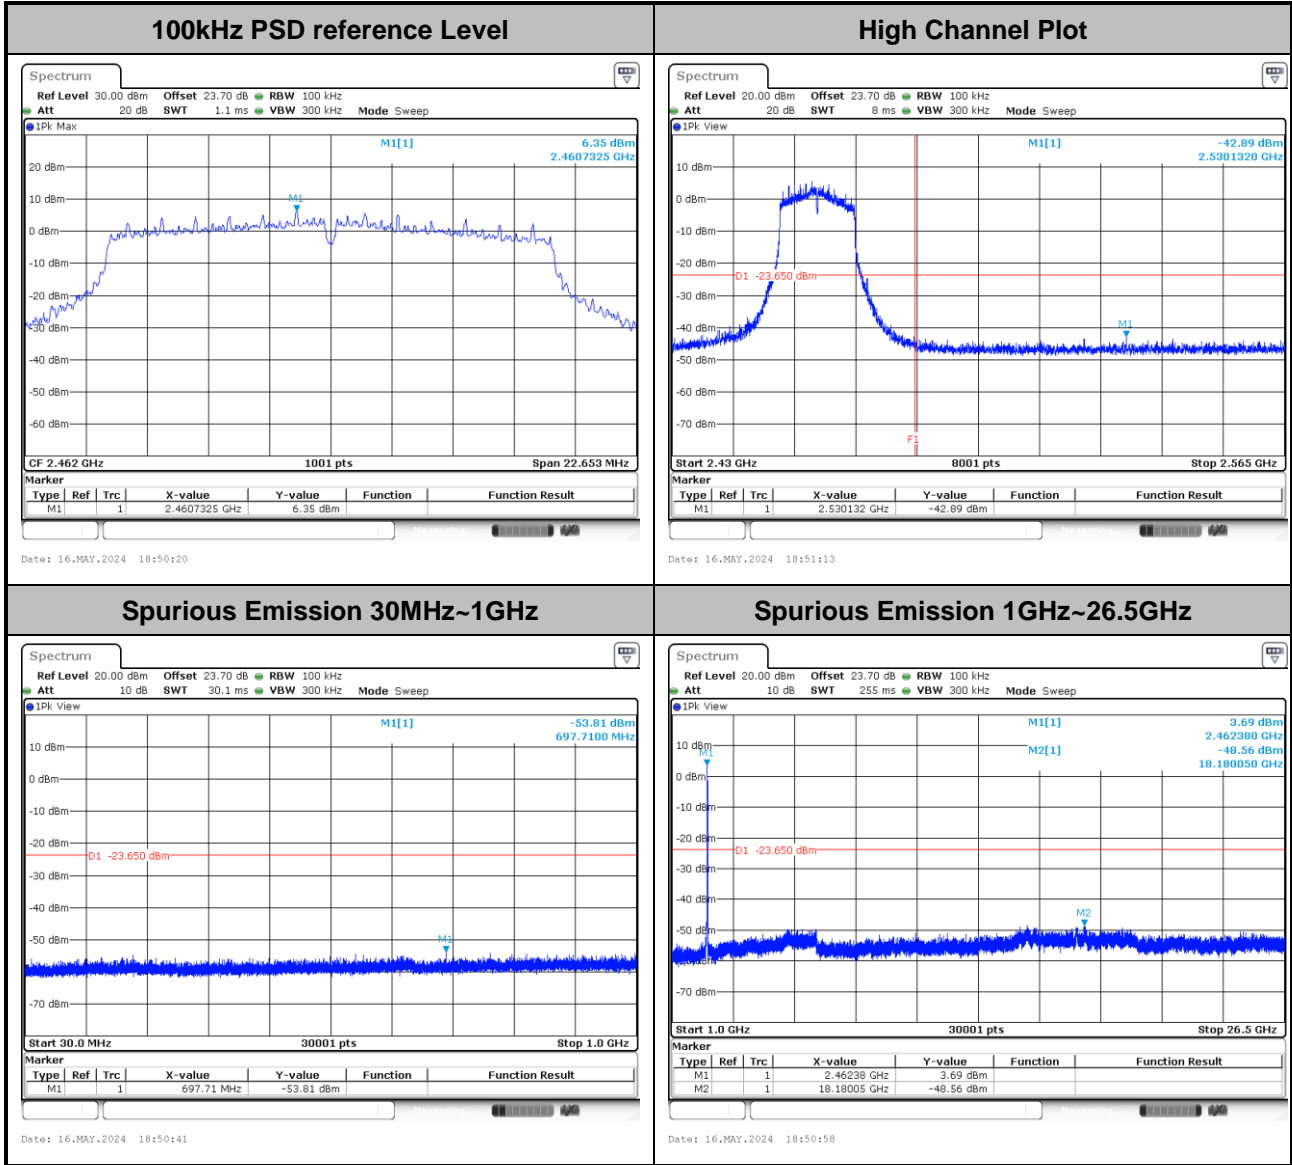 100kHz PSD reference Level
Spectrum
Ref Level 30.00 dBm Offset 23.70 dB RBW 100 kHz
Att 20 dB SWT 1.1 ms VBW 300 kHz Mode Sweep
1Pk Max
M1[1] 6.35 dBm
2.4607325 GHz
20 dBm
M1
10 dBm
0 dBm
-10 dBm
-20 dBm
-30 dBm
-40 dBm
-50 dBm
-60 dBm
CF 2.462 GHz 1001 pts Span 22.653 MHz
Marker
Type Ref Trc X-value Y-value Function Function Result
M1 1 2.4607325 GHz 6.35 dBm
Measuring
Date: 16.MAY.2024 18:50:20
High Channel Plot
Spectrum
Ref Level 20.00 dBm Offset 23.70 dB RBW 100 kHz
Att 20 dB SWT 8 ms VBW 300 kHz Mode Sweep
1Pk View
M1[1] -42.89 dBm
2.5301320 GHz
10 dBm
0 dBm
-10 dBm
-20 dBm
D1 -23.650 dBm
-30 dBm
-40 dBm
M1
-50 dBm
-60 dBm
-70 dBm
F1
Start 2.43 GHz 8001 pts Stop 2.565 GHz
Marker
Type Ref Trc X-value Y-value Function Function Result
M1 1 2.530132 GHz -42.89 dBm
Measuring
Date: 16.MAY.2024 18:51:13
Spurious Emission 30MHz~1GHz
Spectrum
Ref Level 20.00 dBm Offset 23.70 dB RBW 100 kHz
Att 10 dB SWT 30.1 ms VBW 300 kHz Mode Sweep
1Pk View
M1[1] -53.81 dBm
697.7100 MHz
10 dBm
0 dBm
-10 dBm
-20 dBm
D1 -23.650 dBm
-30 dBm
-40 dBm
-50 dBm
M1
-70 dBm
Start 30.0 MHz 30001 pts Stop 1.0 GHz
Marker
Type Ref Trc X-value Y-value Function Function Result
M1 1 697.71 MHz -53.81 dBm
Measuring
Date: 16.MAY.2024 18:50:41
Spurious Emission 1GHz~26.5GHz
Spectrum
Ref Level 20.00 dBm Offset 23.70 dB RBW 100 kHz
Att 10 dB SWT 255 ms VBW 300 kHz Mode Sweep
1Pk View
M1[1] 3.69 dBm
2.462380 GHz
M2[1] -48.56 dBm
18.180050 GHz
10 dBm
M1
0 dBm
-10 dBm
-20 dBm
D1 -23.650 dBm
-30 dBm
-40 dBm
M2
-50 dBm
-70 dBm
Start 1.0 GHz 30001 pts Stop 26.5 GHz
Marker
Type Ref Trc X-value Y-value Function Function Result
M1 1 2.46238 GHz 3.69 dBm
M2 1 18.18005 GHz -48.56 dBm
Measuring
Date: 16.MAY.2024 18:50:58